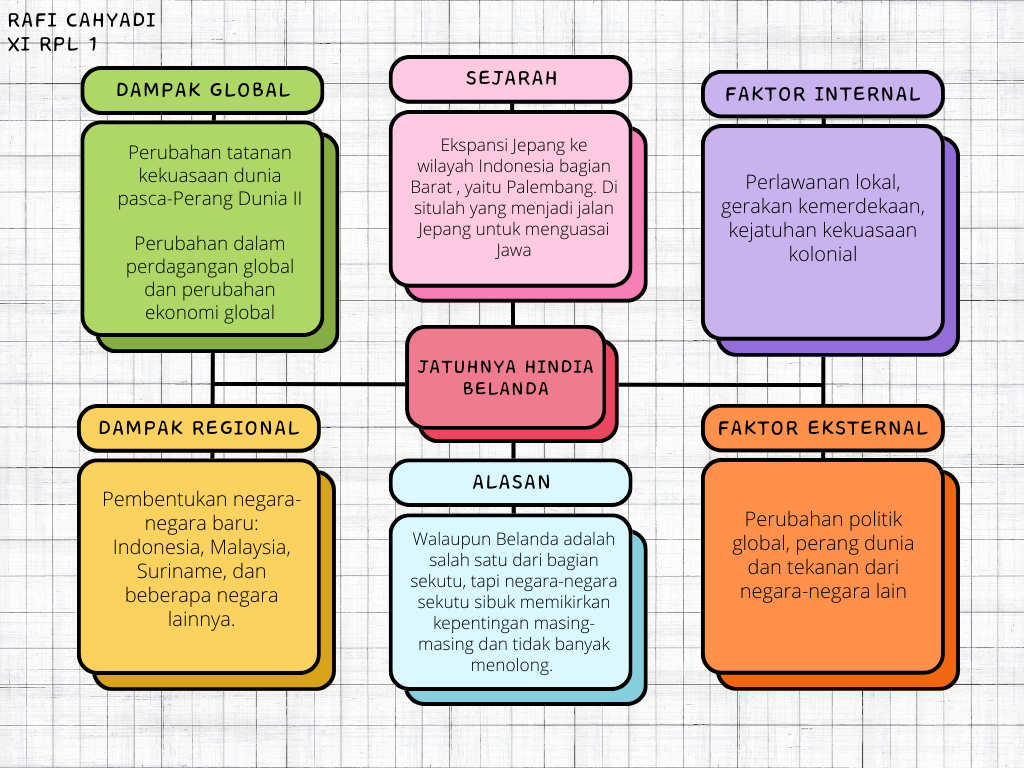 RAFI CAHYADI
XI RPL 1
DAMPAK GLOBAL
Perubahan tatanan
kekuasaan dunia
pasca-Perang Dunia II
Perubahan dalam
perdagangan global
dan perubahan
ekonomi global
SEJARAH
Ekspansi Jepang ke
wilayah Indonesia bagian
Barat , yaitu Palembang. Di
situlah yang menjadi jalan
Jepang untuk menguasai
Jawa
FAKTOR INTERNAL
Perlawanan lokal,
gerakan kemerdekaan,
kejatuhan kekuasaan
kolonial
JATUHNYA HINDIA
BELANDA
DAMPAK REGIONAL
Pembentukan negara-
negara baru:
Indonesia, Malaysia,
Suriname, dan
beberapa negara
lainnya.
ALASAN
Walaupun Belanda adalah
salah satu dari bagian
sekutu, tapi negara-negara
sekutu sibuk memikirkan
kepentingan masing-
masing dan tidak banyak
menolong.
FAKTOR EKSTERNAL
Perubahan politik
global, perang dunia
dan tekanan dari
negara-negara lain